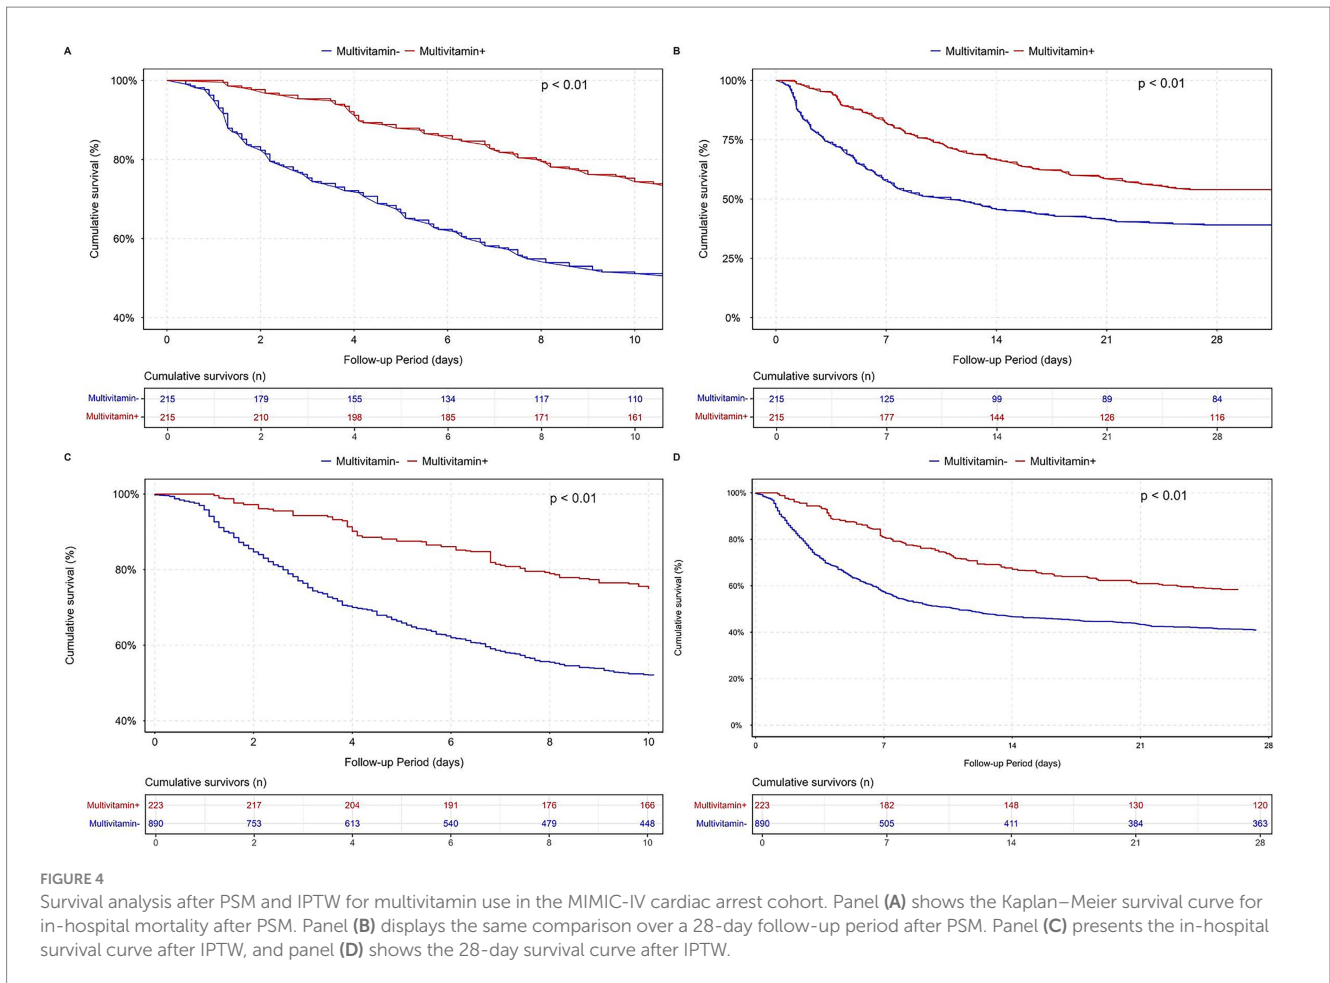 A
Multivitamin- Multivitamin+
p < 0.01
Cumulative survival (%)
100%
80%
60%
40%
0 2 4 6 8 10
Follow-up Period (days)
Cumulative survivors (n)
Multivitamin- 215 179 155 134 117 110
Multivitamin+ 215 210 198 185 171 161
0 2 4 6 8 10
B
Multivitamin- Multivitamin+
p < 0.01
Cumulative survival (%)
100%
75%
50%
25%
0%
0 7 14 21 28
Follow-up Period (days)
Cumulative survivors (n)
Multivitamin- 215 125 99 89 84
Multivitamin+ 215 177 144 126 116
0 7 14 21 28
C
Multivitamin- Multivitamin+
p < 0.01
Cumulative survival (%)
100%
80%
60%
40%
0 2 4 6 8 10
Follow-up Period (days)
Cumulative survivors (n)
Multivitamin+ 223 217 204 191 176 166
Multivitamin- 890 753 613 540 479 448
0 2 4 6 8 10
D
Multivitamin- Multivitamin+
p < 0.01
Cumulative survival (%)
100%
80%
60%
40%
20%
0%
0 7 14 21 28
Follow-up Period (days)
Cumulative survivors (n)
Multivitamin+ 223 182 148 130 120
Multivitamin- 890 505 411 384 363
0 7 14 21 28
FIGURE 4
Survival analysis after PSM and IPTW for multivitamin use in the MIMIC-IV cardiac arrest cohort. Panel (A) shows the Kaplan–Meier survival curve for
in-hospital mortality after PSM. Panel (B) displays the same comparison over a 28-day follow-up period after PSM. Panel (C) presents the in-hospital
survival curve after IPTW, and panel (D) shows the 28-day survival curve after IPTW.